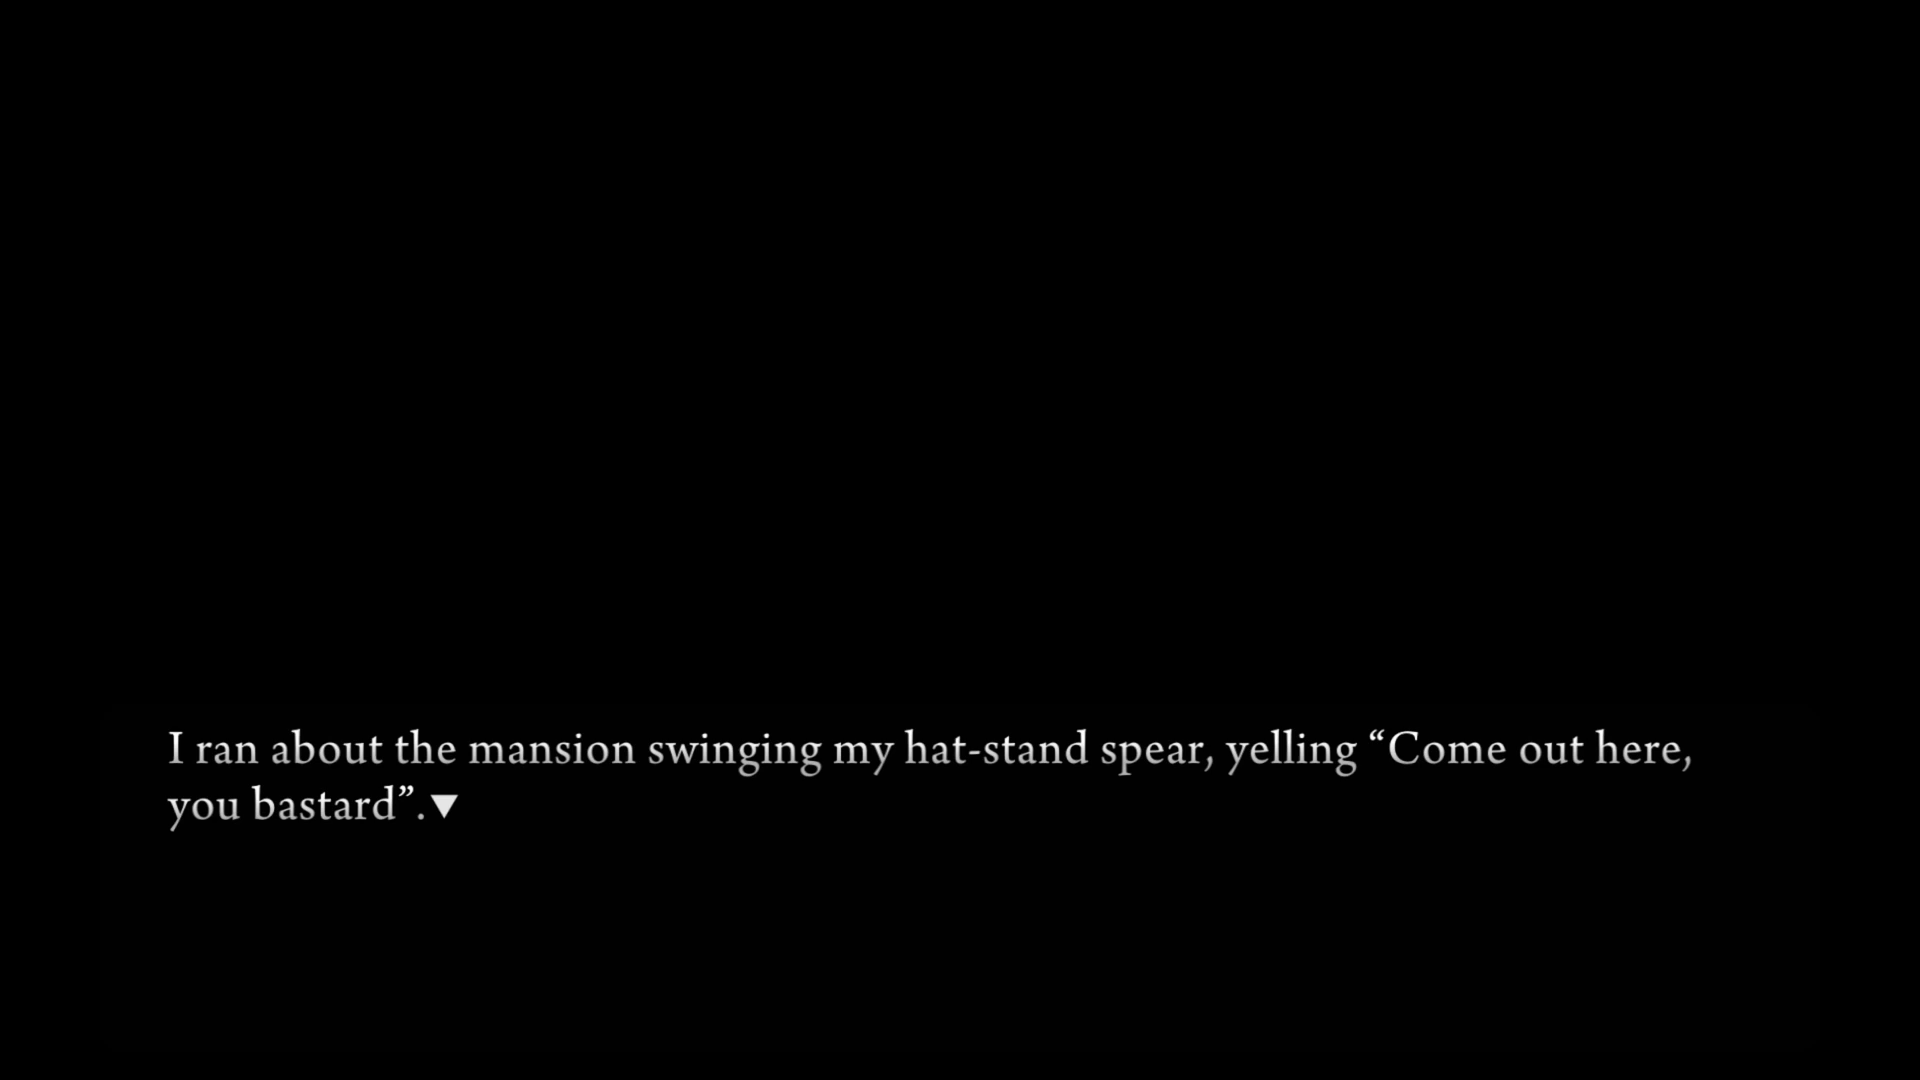 I ran about the mansion swinging my hat-stand spear, yelling “Come out here,
you bastard”.▼